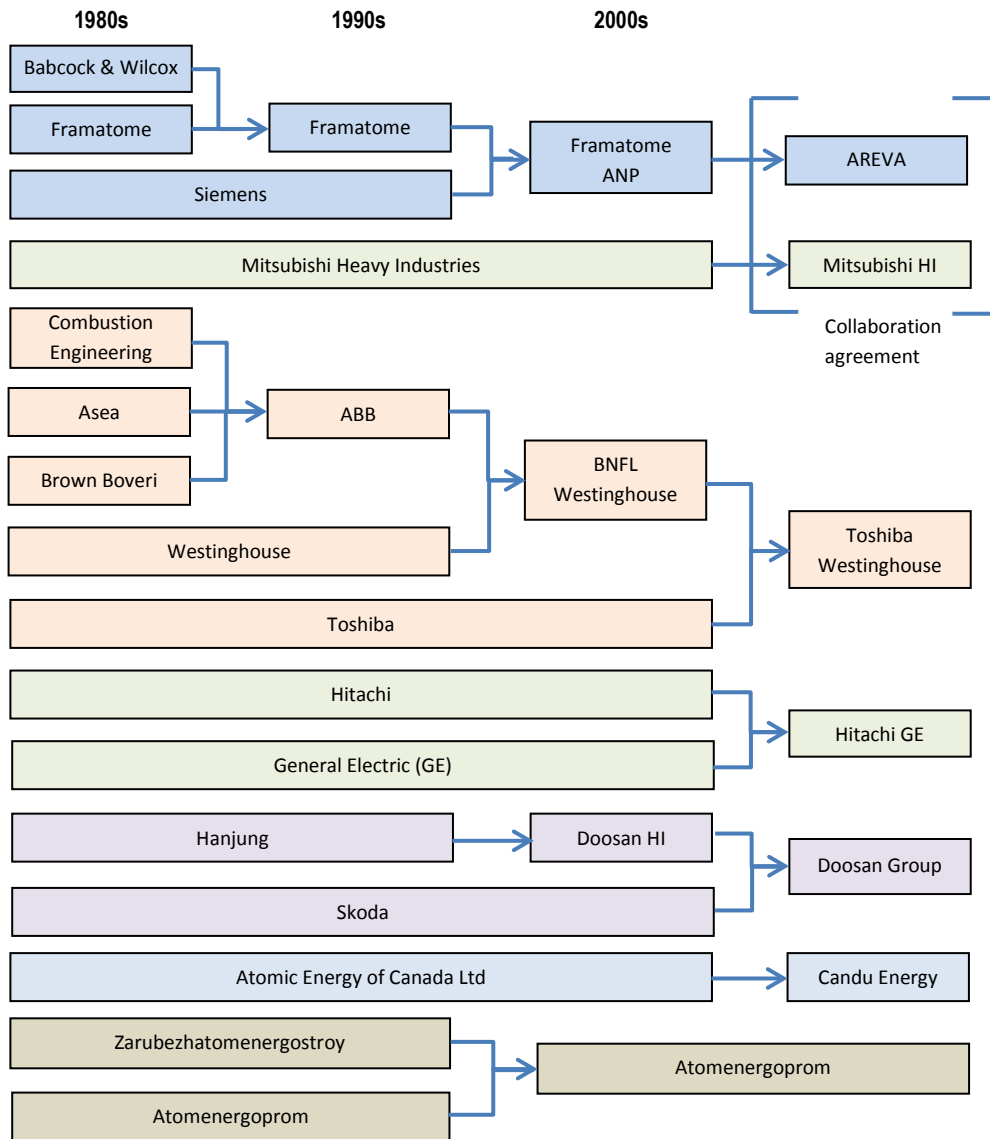 1980s 1990s 2000s
Babcock & Wilcox
Framatome
Framatome
Framatome
ANP
AREVA
Siemens
Mitsubishi Heavy Industries
Mitsubishi HI
Collaboration
agreement
Combustion
Engineering
Asea
ABB
Brown Boveri
BNFL
Westinghouse
Westinghouse
Toshiba
Westinghouse
Toshiba
Hitachi
Hitachi GE
General Electric (GE)
Hanjung
Doosan HI
Doosan Group
Skoda
Atomic Energy of Canada Ltd
Candu Energy
Zarubezhatomenergostroy
Atomenergoprom
Atomenergoprom